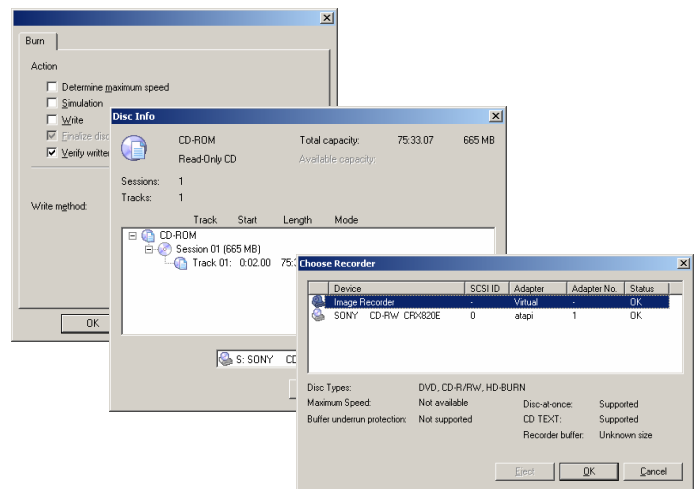 Burn
Action
Determine maximum speed
Simulation
Write
Finalize disc
Verify written
Write method:
OK
Disc Info
CD-ROM Total capacity: 75:33.07 665 MB
Read-Only CD Available capacity:
Sessions: 1
Tracks: 1
Track Start Length Mode
CD-ROM
Session 01 (665 MB)
Track 01: 0:02.00 75:3
S: SONY CD
Choose Recorder
Device SCSI ID Adapter Adapter No. Status
Image Recorder - Virtual - OK
SONY CD-RW CRX820E 0 atapi 1 OK
Disc Types: DVD, CD-R/RW, HD-BURN
Maximum Speed: Not available Disc-at-once: Supported
Buffer underrun protection: Not supported CD TEXT: Supported
Recorder buffer: Unknown size
Eject OK Cancel